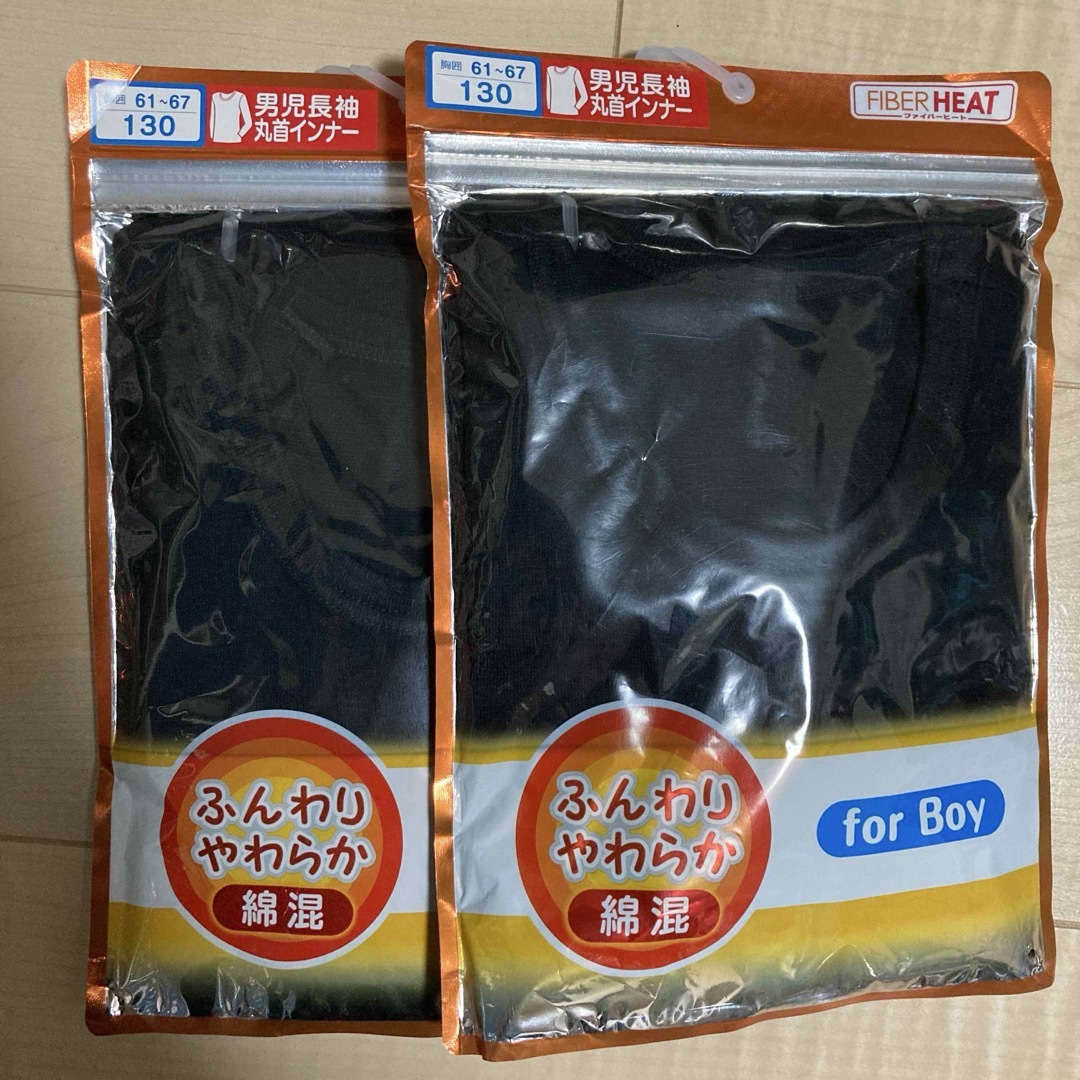 胸囲 61~67
130
男児長袖
丸首インナー
ふんわり
やわらか
綿混
胸囲 61~67
130
男児長袖
丸首インナー
FIBER HEAT
ファイバーヒート
ふんわり
やわらか
綿混
for Boy